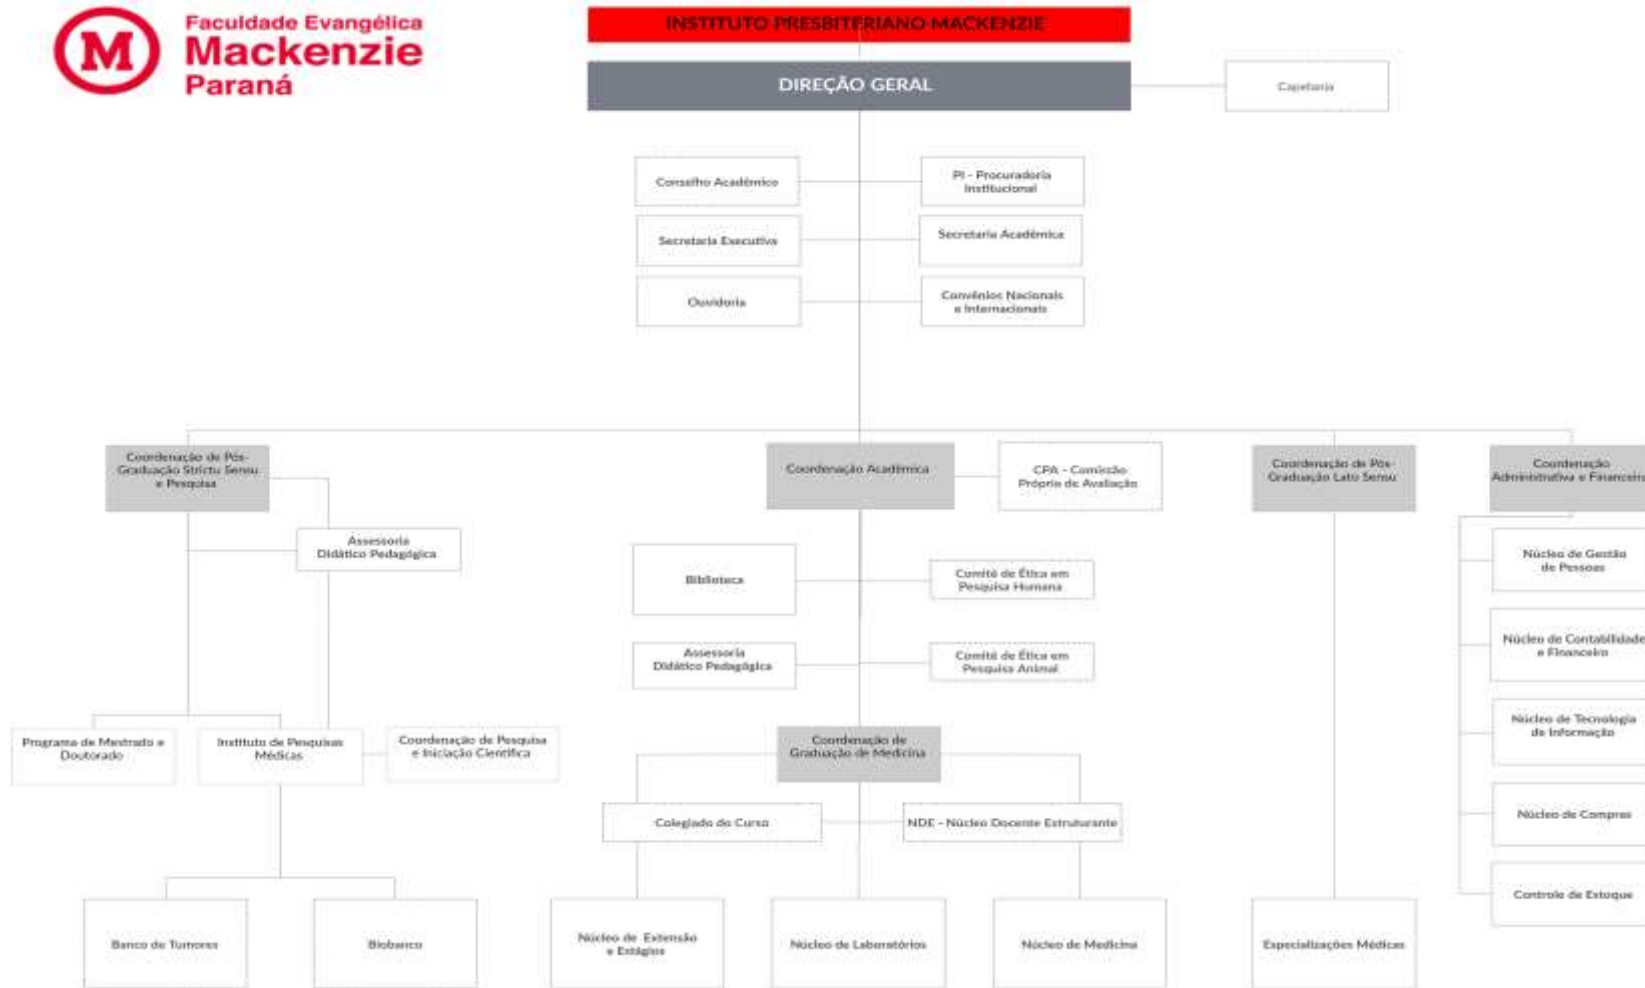 Faculdade Evangélica
Mackenzie
Paraná
M
INSTITUTO PRESBITERIANO MACKENZIE
DIREÇÃO GERAL
Capelania
Conselho Acadêmico
PI - Procuradoria
Institucional
Secretaria Executiva
Secretaria Acadêmica
Ouvidoria
Convênios Nacionais
e Internacionais
Coordenação de Pós-
Graduação Strictu Sensu
e Pesquisa
Coordenação Acadêmica
CPA - Comissão
Própria de Avaliação
Coordenação de Pós-
Graduação Lato Sensu
Coordenação
Administrativa e Financeira
Assessoria
Didático Pedagógica
Biblioteca
Comitê de Ética em
Pesquisa Humana
Núcleo de Gestão
de Pessoas
Assessoria
Didático Pedagógica
Comitê de Ética em
Pesquisa Animal
Núcleo de Contabilidade
e Financeiro
Programa de Mestrado e
Doutorado
Instituto de Pesquisas
Médicas
Coordenação de Pesquisa
e Iniciação Científica
Coordenação de
Graduação de Medicina
Núcleo de Tecnologia
da Informação
Colegiado do Curso
NDE - Núcleo Docente Estruturante
Núcleo de Compras
Controle de Estoque
Banco de Tumores
Biobanco
Núcleo de Extensão
e Estágios
Núcleo de Laboratórios
Núcleo de Medicina
Especializações Médicas